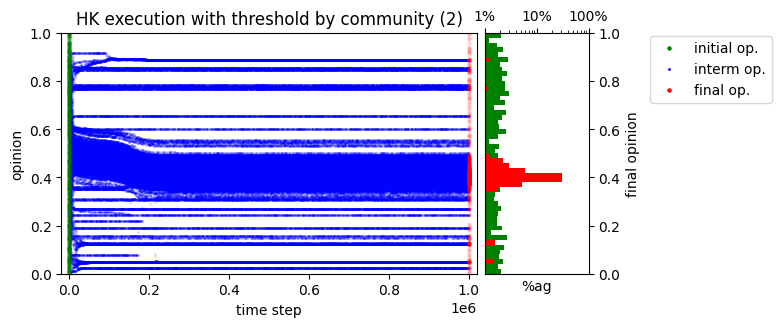 HK execution with threshold by community (2)
1% 10% 100%
1.0 1.0
0.8 0.8
0.6 0.6
0.4 0.4
0.2 0.2
0.0 0.0
opinion
final opinion
initial op.
interm op.
final op.
0.0 0.2 0.4 0.6 0.8 1.0
%ag
time step
1e6